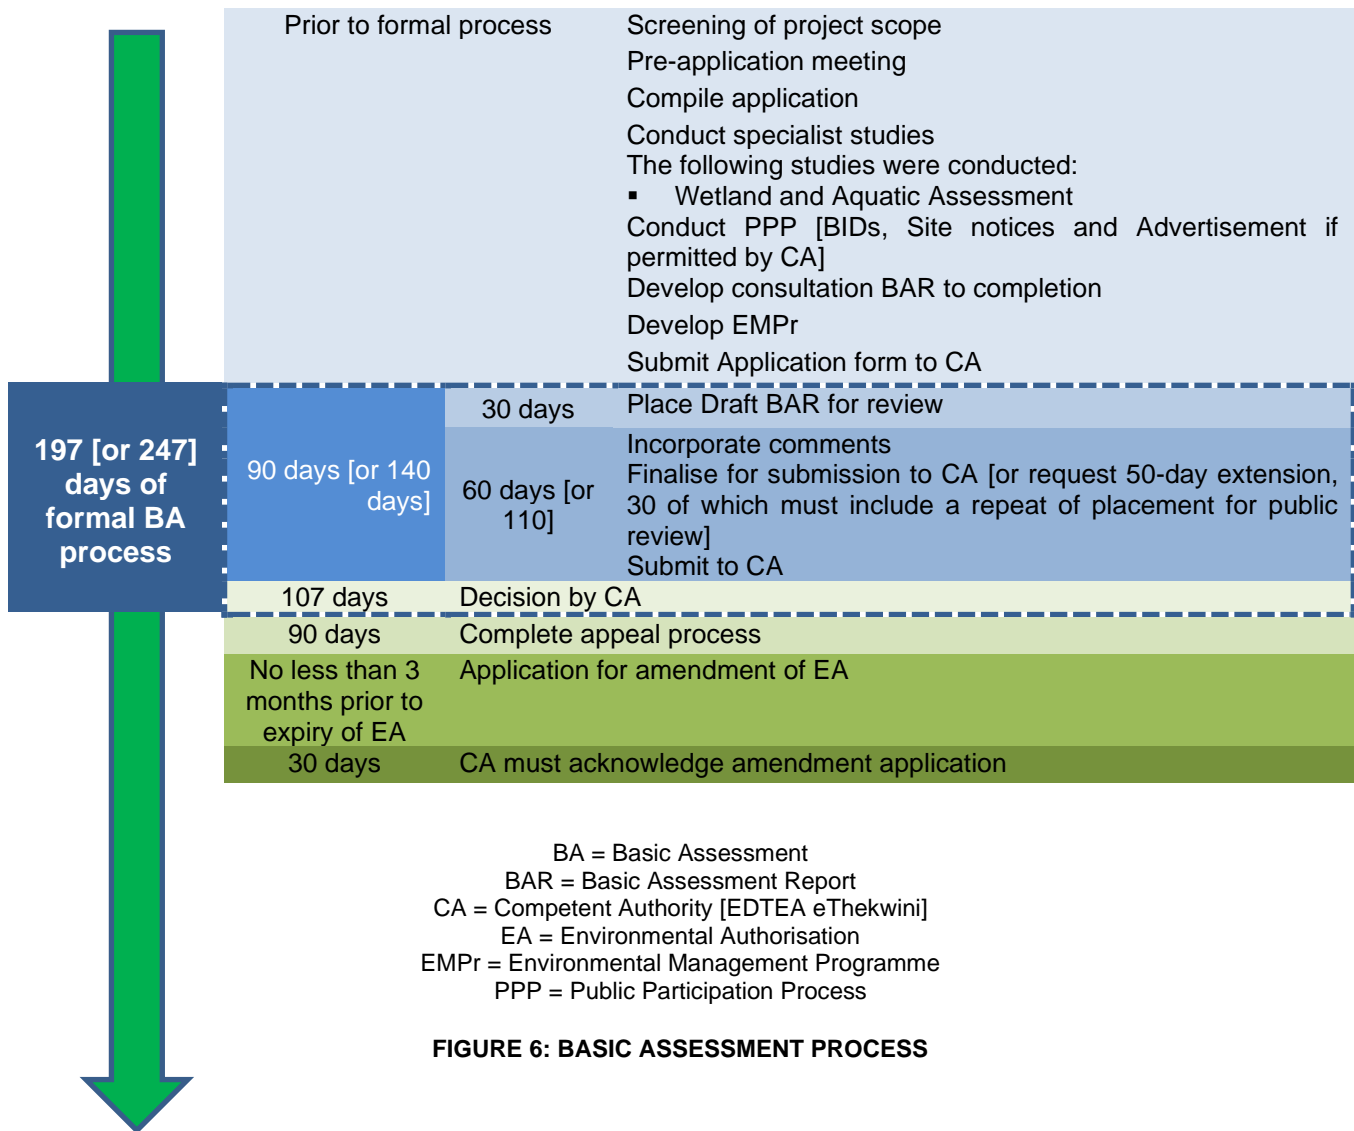 Prior to formal process
Screening of project scope
Pre-application meeting
Compile application
Conduct specialist studies
The following studies were conducted:
▪ Wetland and Aquatic Assessment
Conduct PPP [BIDs, Site notices and Advertisement if
permitted by CA]
Develop consultation BAR to completion
Develop EMPr
Submit Application form to CA
197 [or 247]
days of
formal BA
process
90 days [or 140
days]
30 days
Place Draft BAR for review
60 days [or
110]
Incorporate comments
Finalise for submission to CA [or request 50-day extension,
30 of which must include a repeat of placement for public
review]
Submit to CA
107 days
Decision by CA
90 days
Complete appeal process
No less than 3
months prior to
expiry of EA
Application for amendment of EA
30 days
CA must acknowledge amendment application
BA = Basic Assessment
BAR = Basic Assessment Report
CA = Competent Authority [EDTEA eThekwini]
EA = Environmental Authorisation
EMPr = Environmental Management Programme
PPP = Public Participation Process
FIGURE 6: BASIC ASSESSMENT PROCESS